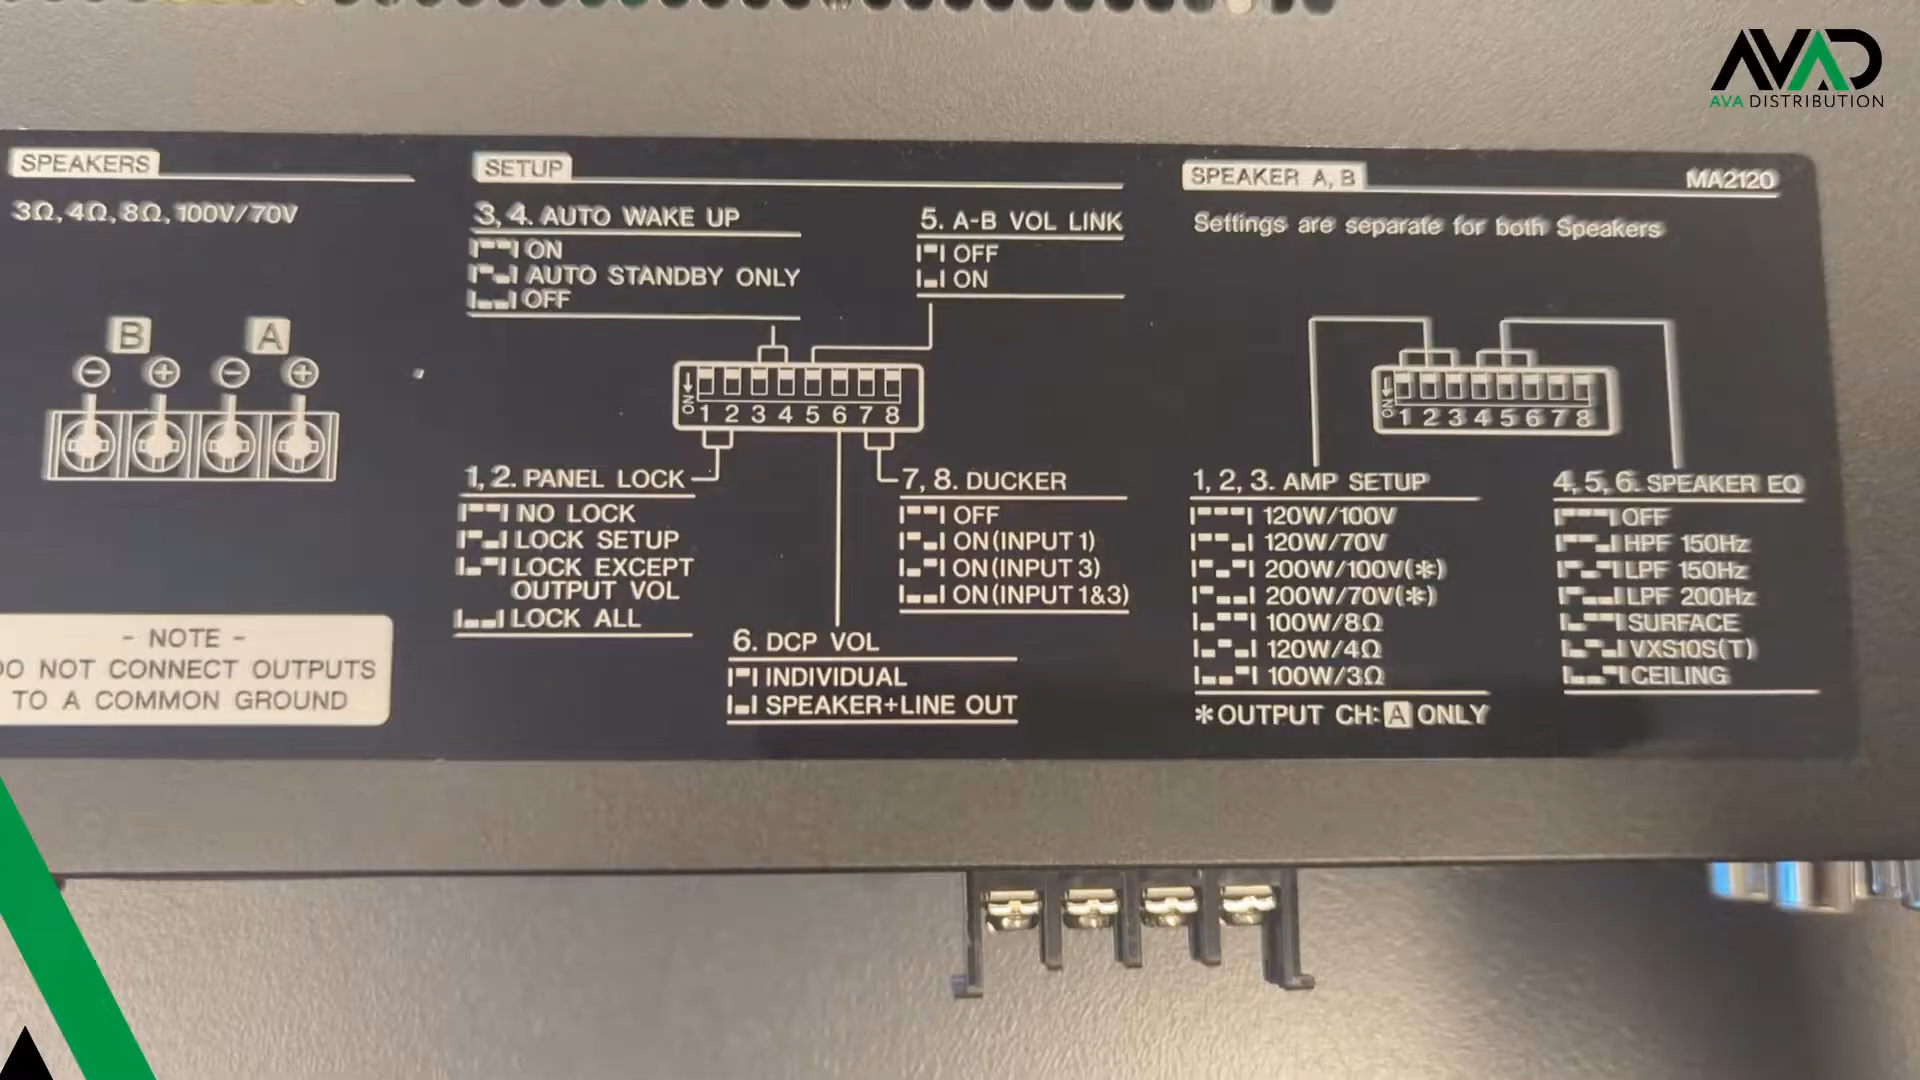 AVAD
AVA DISTRIBUTION
SPEAKERS
3Ω, 4Ω, 8Ω, 100V/70V
B A
- + - +
- NOTE -
DO NOT CONNECT OUTPUTS
TO A COMMON GROUND
SETUP
3, 4. AUTO WAKE UP
ON
AUTO STANDBY ONLY
OFF
5. A-B VOL LINK
OFF
ON
ON
1 2 3 4 5 6 7 8
1, 2. PANEL LOCK
NO LOCK
LOCK SETUP
LOCK EXCEPT
OUTPUT VOL
LOCK ALL
7, 8. DUCKER
OFF
ON(INPUT 1)
ON(INPUT 3)
ON(INPUT 1&3)
6. DCP VOL
INDIVIDUAL
SPEAKER+LINE OUT
SPEAKER A, B
MA2120
Settings are separate for both Speakers
ON
1 2 3 4 5 6 7 8
1, 2, 3. AMP SETUP
120W/100V
120W/70V
200W/100V(*)
200W/70V(*)
100W/8Ω
120W/4Ω
100W/3Ω
*OUTPUT CH: A ONLY
4, 5, 6. SPEAKER EQ
OFF
HPF 150Hz
LPF 150Hz
LPF 200Hz
SURFACE
VXS10S(T)
CEILING